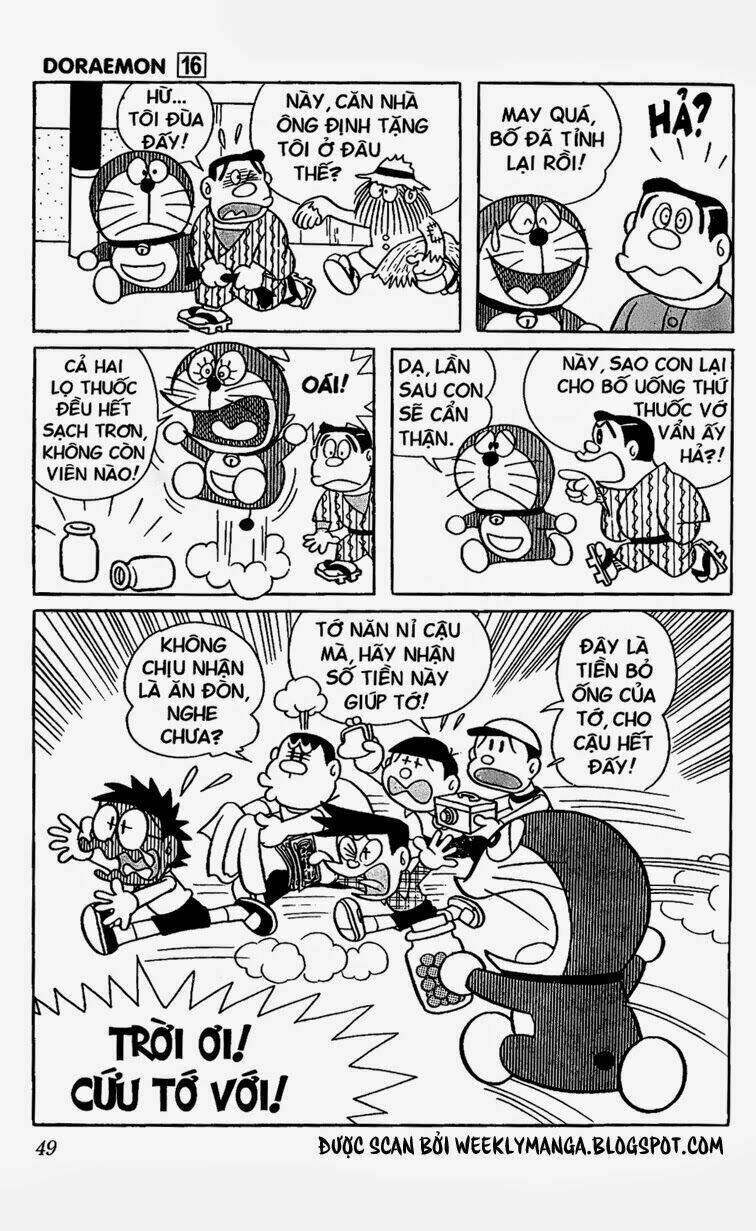 DORAEMON 16
HỪ...
TÔI ĐÙA
ĐẤY!
NÀY, CĂN NHÀ
ÔNG ĐỊNH TẶNG
TÔI Ở ĐÂU
THẾ?
MAY QUÁ,
BỐ ĐÃ TỈNH
LẠI RỒI!
HẢ?
CẢ HAI
LỌ THUỐC
ĐỀU HẾT
SẠCH TRƠN,
KHÔNG CÒN
VIÊN NÀO!
OÁI!
DẠ, LẦN
SAU CON
SẼ CẨN
THẬN.
NÀY, SAO CON LẠI
CHO BỐ UỐNG THỨ
THUỐC VỚ
VẨN ẤY
HẢ?!
KHÔNG
CHỊU NHẬN
LÀ ĂN ĐÒN,
NGHE
CHƯA?
TỚ NĂN NỈ CẬU
MÀ, HÃY NHẬN
SỐ TIỀN NÀY
GIÚP TỚ!
ĐÂY LÀ
TIỀN BỎ
ỐNG CỦA
TỚ, CHO
CẬU HẾT
ĐẤY!
TRỜI ƠI!
CỨU TỚ VỚI!
49
ĐƯỢC SCAN BỞI WEEKLYMANGA.BLOGSPOT.COM